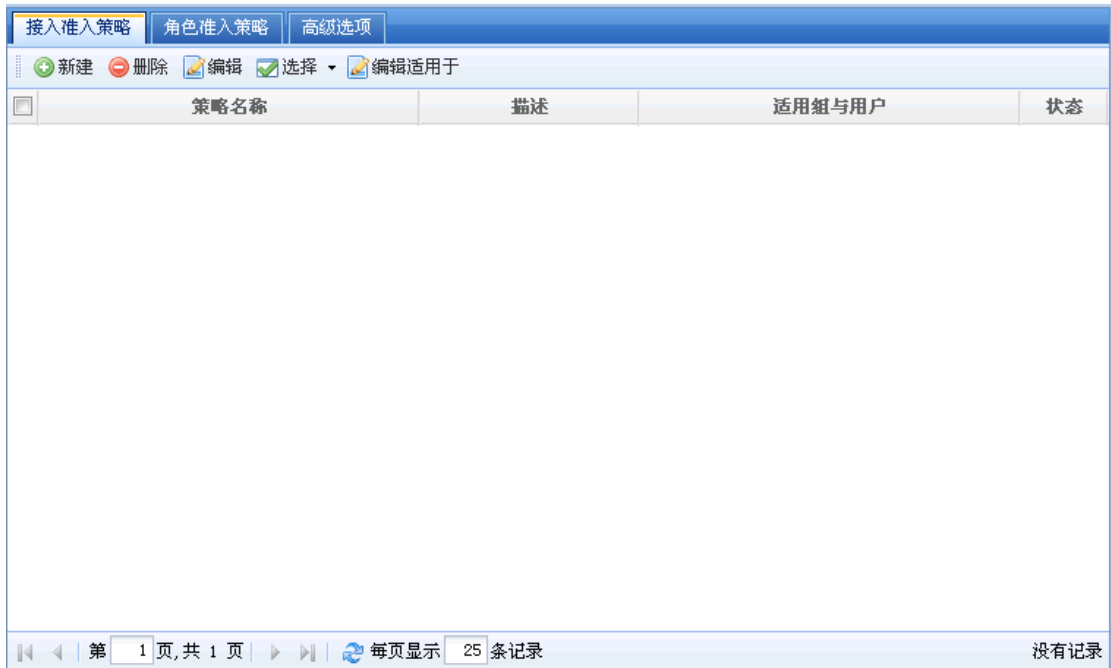 接入准入策略 角色准入策略 高级选项
新建 删除 编辑 选择 编辑适用于
策略名称 描述 适用组与用户 状态
第 1 页,共 1 页 每页显示 25 条记录 没有记录